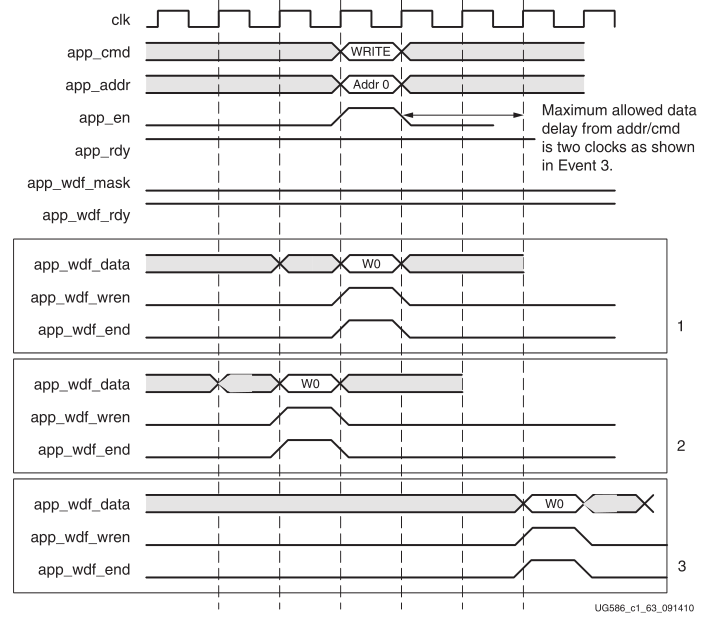 clk
app_cmd
WRITE
app_addr
Addr 0
app_en
Maximum allowed data
delay from addr/cmd
is two clocks as shown
in Event 3.
app_rdy
app_wdf_mask
app_wdf_rdy
app_wdf_data
W0
app_wdf_wren
app_wdf_end
1
app_wdf_data
W0
app_wdf_wren
app_wdf_end
2
app_wdf_data
W0
app_wdf_wren
app_wdf_end
3
UG586_c1_63_091410